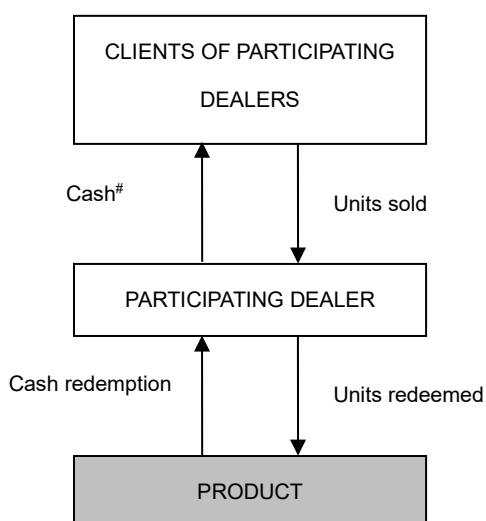 CLIENTS OF PARTICIPATING
DEALERS
Cash#
Units sold
PARTICIPATING DEALER
Cash redemption
Units redeemed
PRODUCT